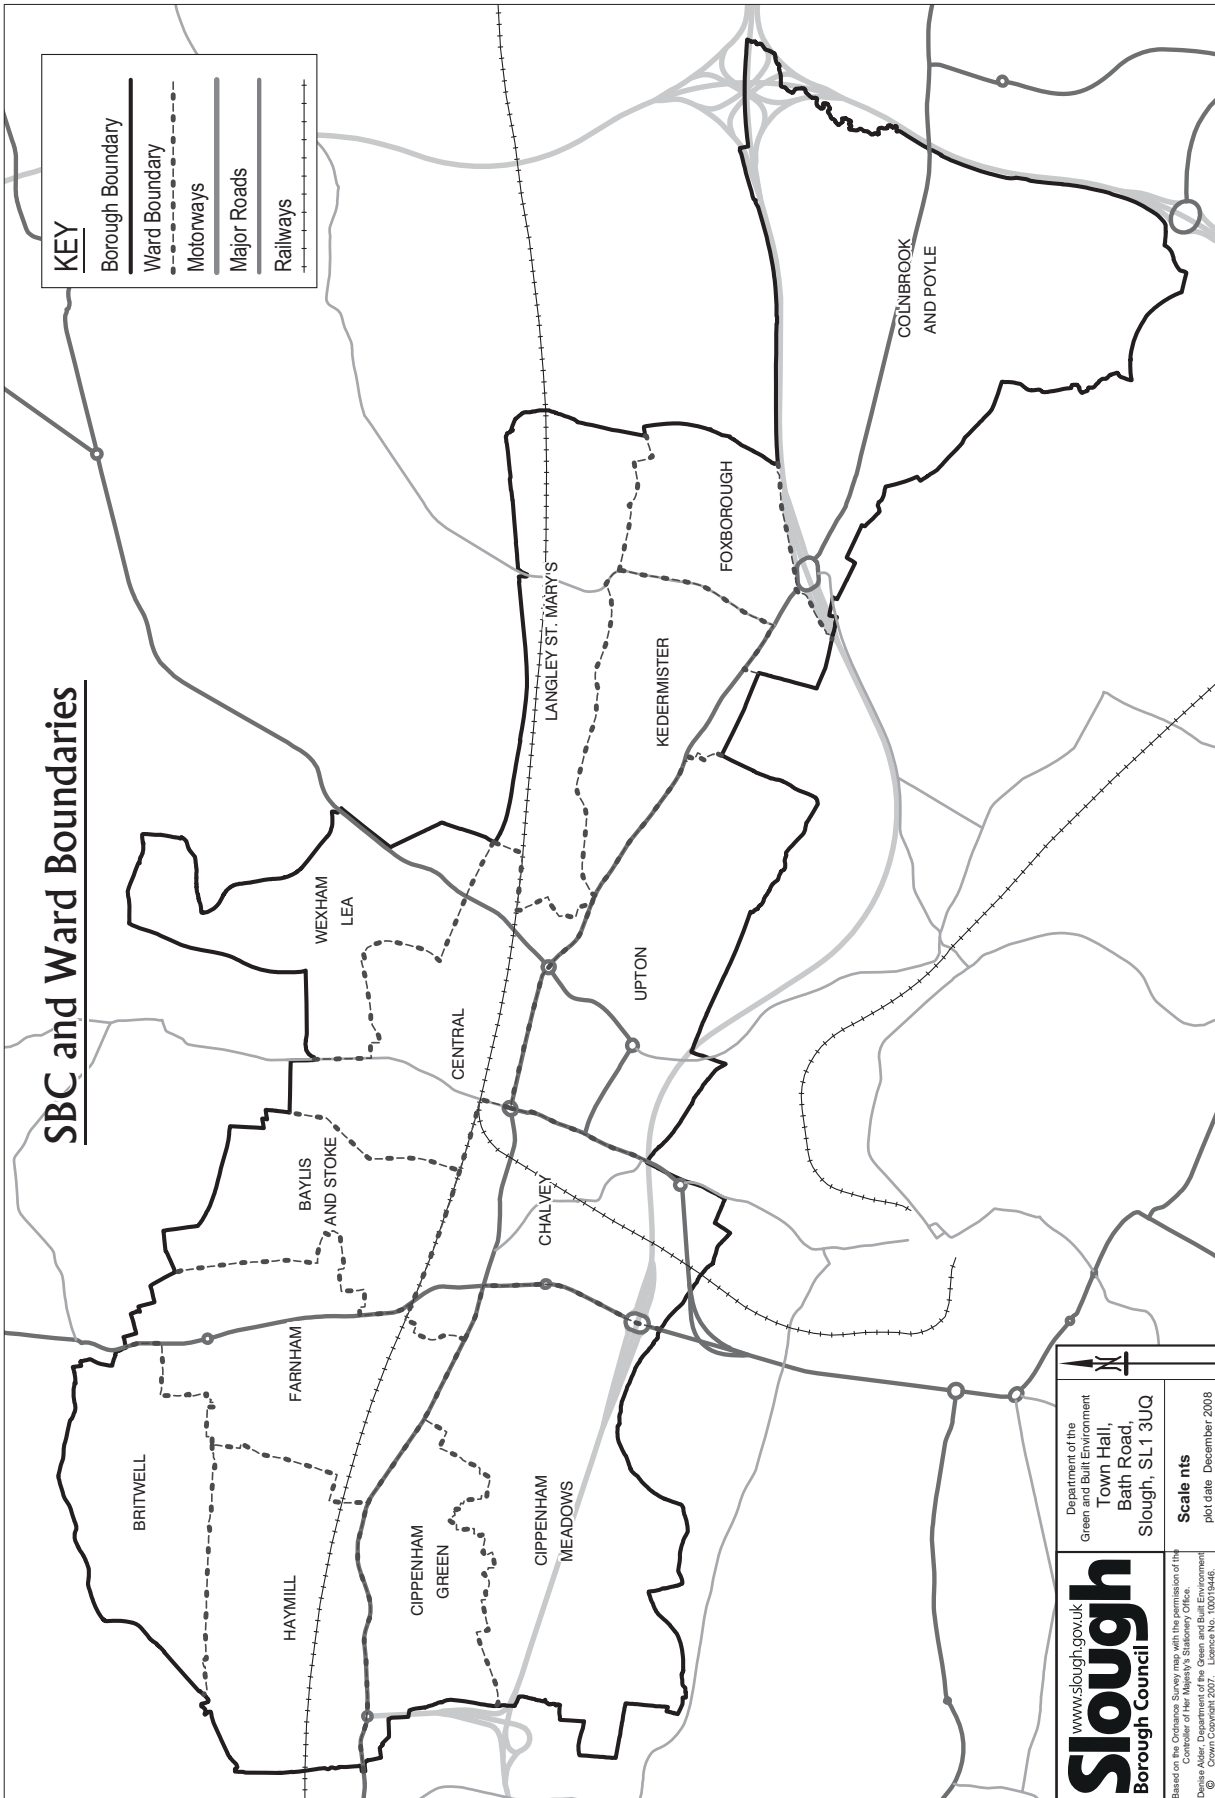 SBC and Ward Boundaries
KEY
Borough Boundary
Ward Boundary
Motorways
Major Roads
Railways
WEXHAM
LEA
BAYLIS
AND STOKE
BRITWELL
FARNHAM
HAYMILL
CENTRAL
LANGLEY ST. MARY'S
CIPPENHAM
GREEN
CHALVEY
UPTON
KEDERMISTER
FOXBOROUGH
CIPPENHAM
MEADOWS
COLNBROOK
AND POYLE
www.slough.gov.uk
Slough
Borough Council
Department of the
Green and Built Environment
Town Hall,
Bath Road,
Slough, SL1 3UQ
N
Scale nts
plot date December 2008
Based on the Ordnance Survey map with the permission of the
Controller of Her Majesty's Stationery Office.
Denise Alder, Department of the Green and Built Environment
© Crown Copyright 2007. Licence No. 100019446.